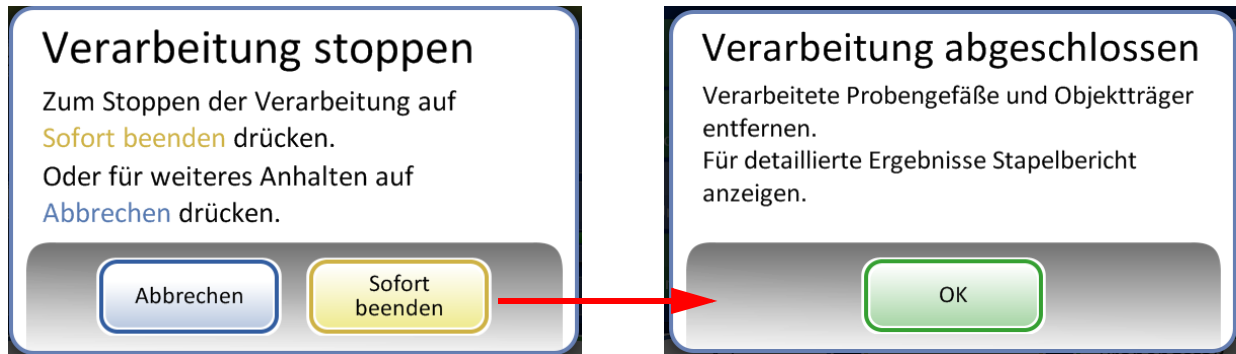 Verarbeitung stoppen
Zum Stoppen der Verarbeitung auf
Sofort beenden drücken.
Oder für weiteres Anhalten auf
Abbrechen drücken.
Abbrechen
Sofort
beenden
Verarbeitung abgeschlossen
Verarbeitete Probengefäße und Objektträger
entfernen.
Für detaillierte Ergebnisse Stapelbericht
anzeigen.
OK